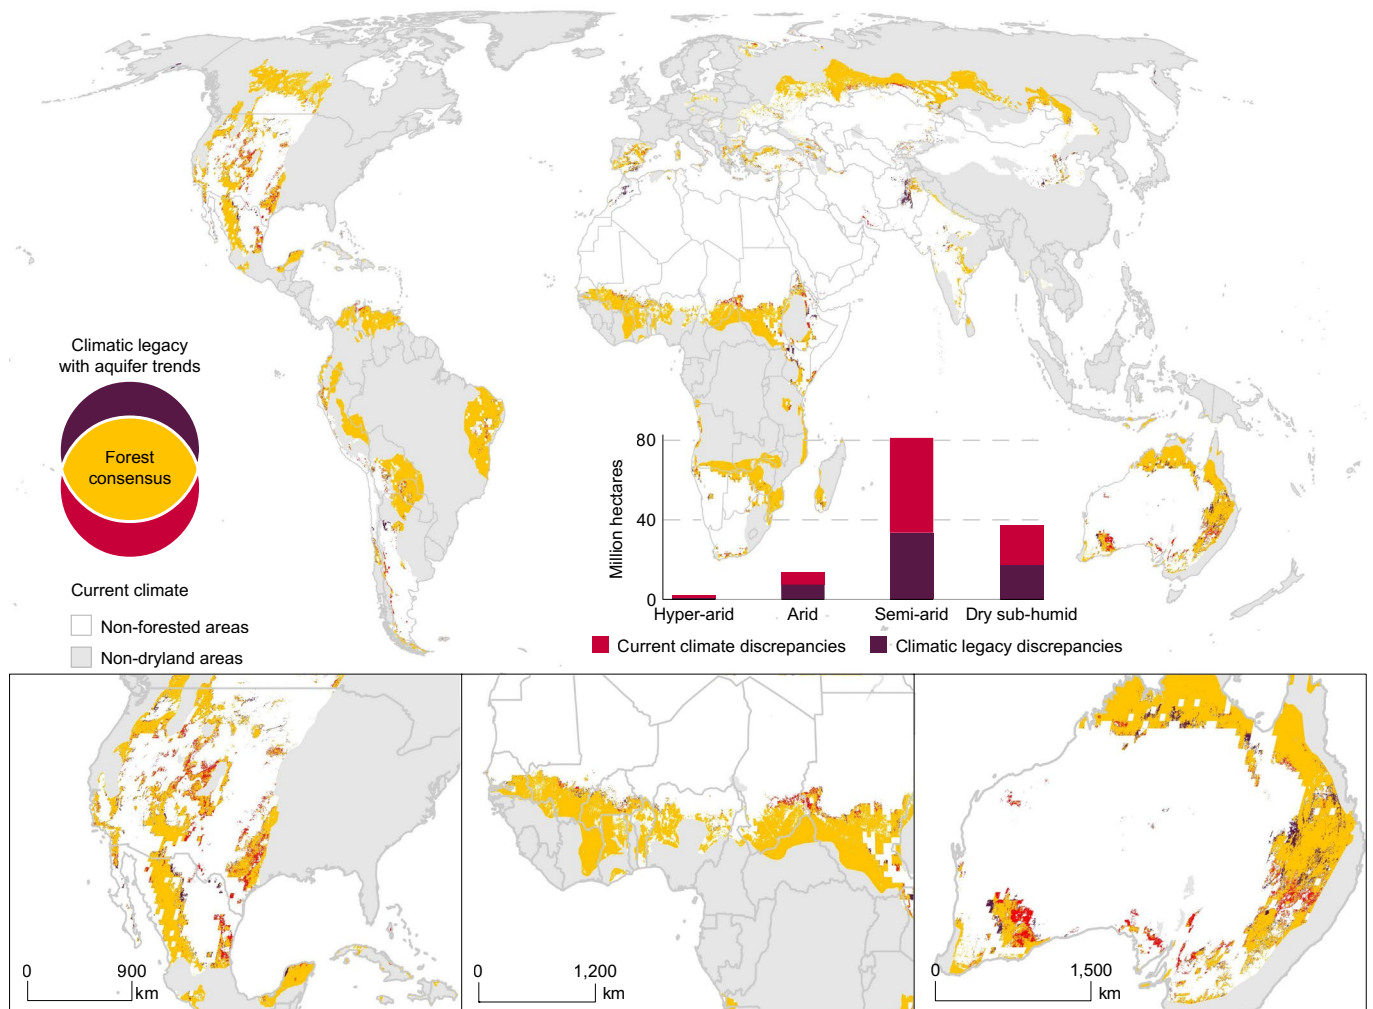 Climatic legacy
with aquifer trends
Forest
consensus
Current climate
Non-forested areas
Non-dryland areas
Million hectares
80
40
0
Hyper-arid
Arid
Semi-arid
Dry sub-humid
Current climate discrepancies
Climatic legacy discrepancies
0
900
km
0
1,200
km
0
1,500
km